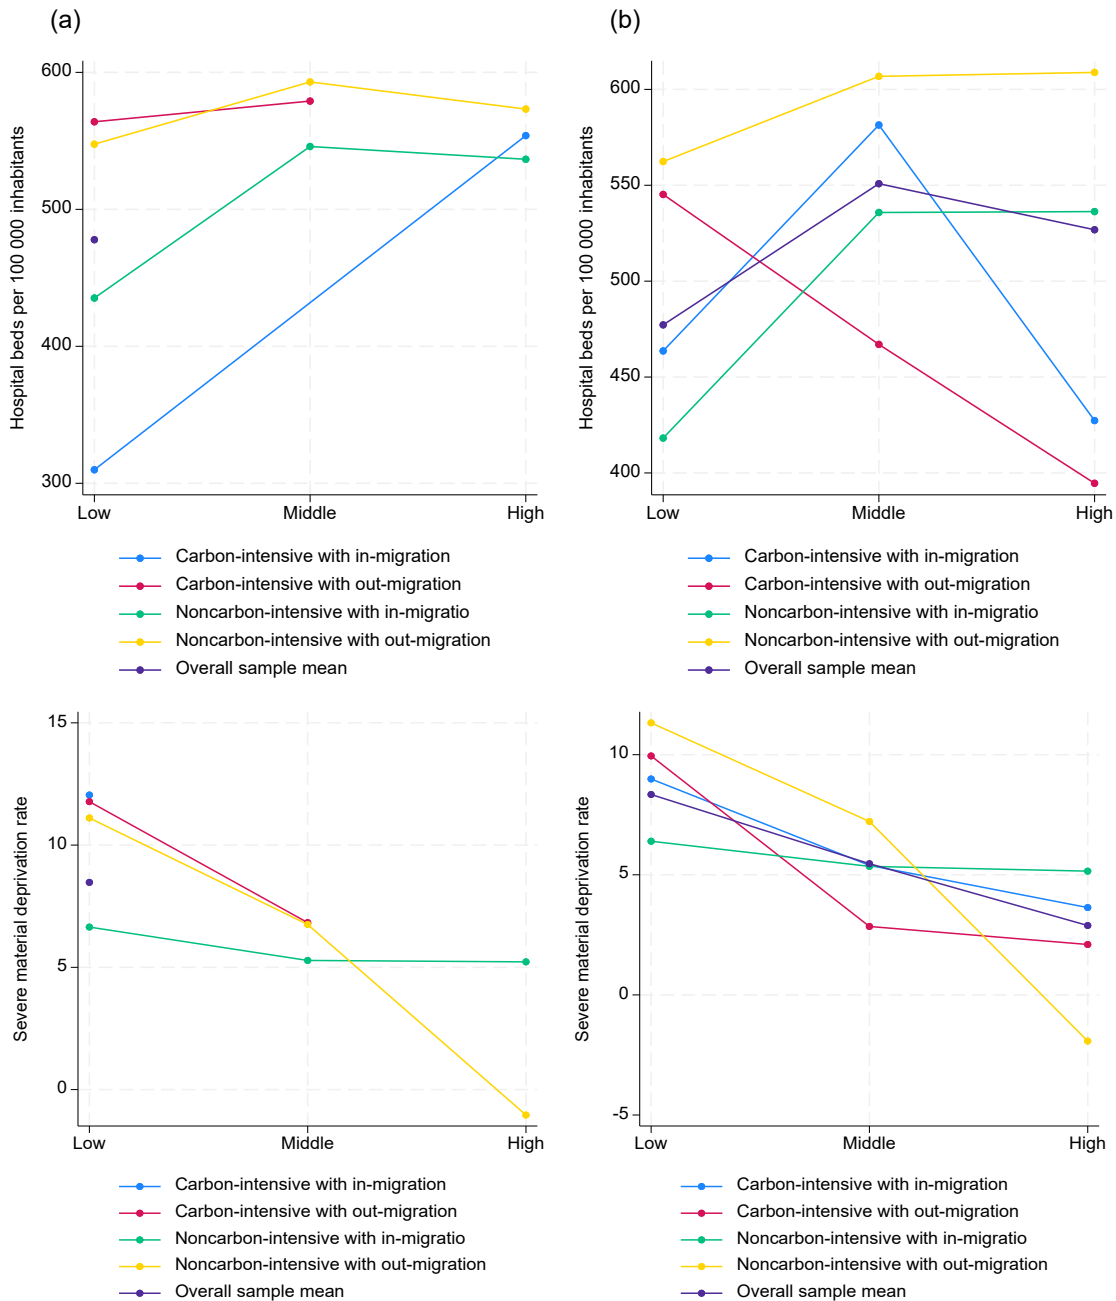 (a)
(b)
Hospital beds per 100 000 inhabitants
600
500
400
300
Low
Middle
High
Carbon-intensive with in-migration
Carbon-intensive with out-migration
Noncarbon-intensive with in-migratio
Noncarbon-intensive with out-migration
Overall sample mean
Hospital beds per 100 000 inhabitants
600
550
500
450
400
Low
Middle
High
Carbon-intensive with in-migration
Carbon-intensive with out-migration
Noncarbon-intensive with in-migratio
Noncarbon-intensive with out-migration
Overall sample mean
Severe material deprivation rate
15
10
5
0
Low
Middle
High
Carbon-intensive with in-migration
Carbon-intensive with out-migration
Noncarbon-intensive with in-migratio
Noncarbon-intensive with out-migration
Overall sample mean
Severe material deprivation rate
10
5
0
-5
Low
Middle
High
Carbon-intensive with in-migration
Carbon-intensive with out-migration
Noncarbon-intensive with in-migratio
Noncarbon-intensive with out-migration
Overall sample mean